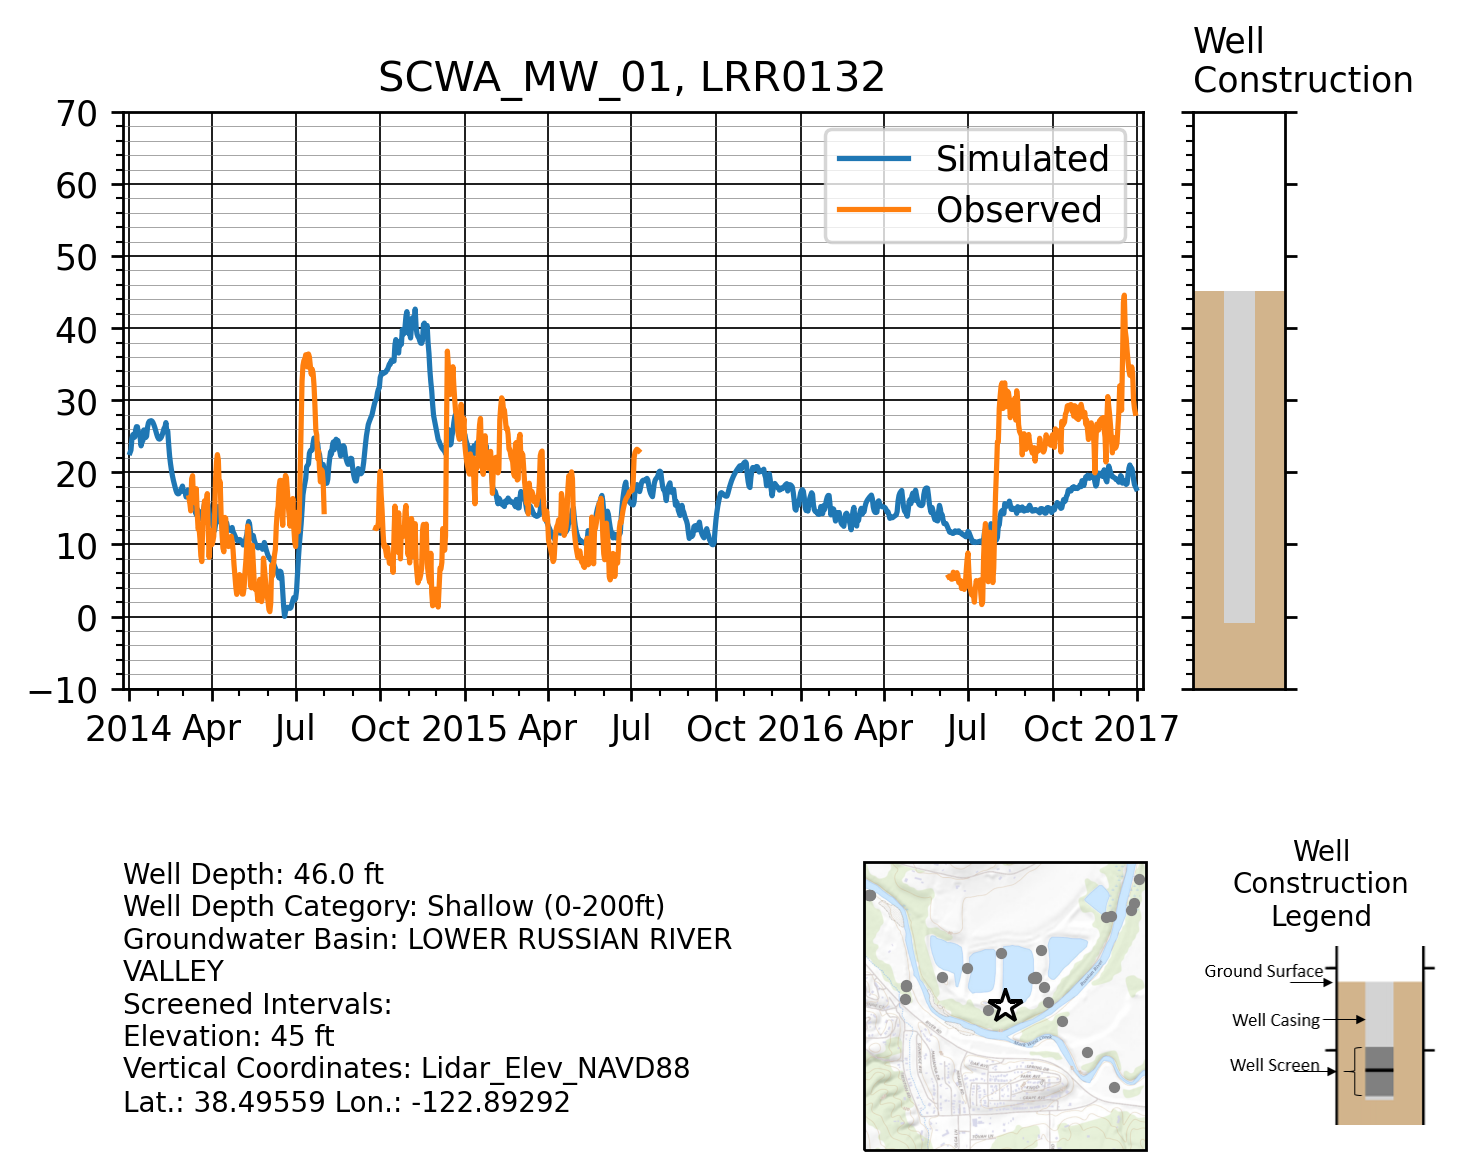 Well
Construction
SCWA_MW_01, LRR0132
70
60
50
40
30
20
10
0
−10
Simulated
Observed
2014 Apr Jul Oct 2015 Apr Jul Oct 2016 Apr Jul Oct 2017
Well Depth: 46.0 ft
Well Depth Category: Shallow (0-200ft)
Groundwater Basin: LOWER RUSSIAN RIVER
VALLEY
Screened Intervals:
Elevation: 45 ft
Vertical Coordinates: Lidar_Elev_NAVD88
Lat.: 38.49559 Lon.: -122.89292
Well
Construction
Legend
Ground Surface
Well Casing
Well Screen